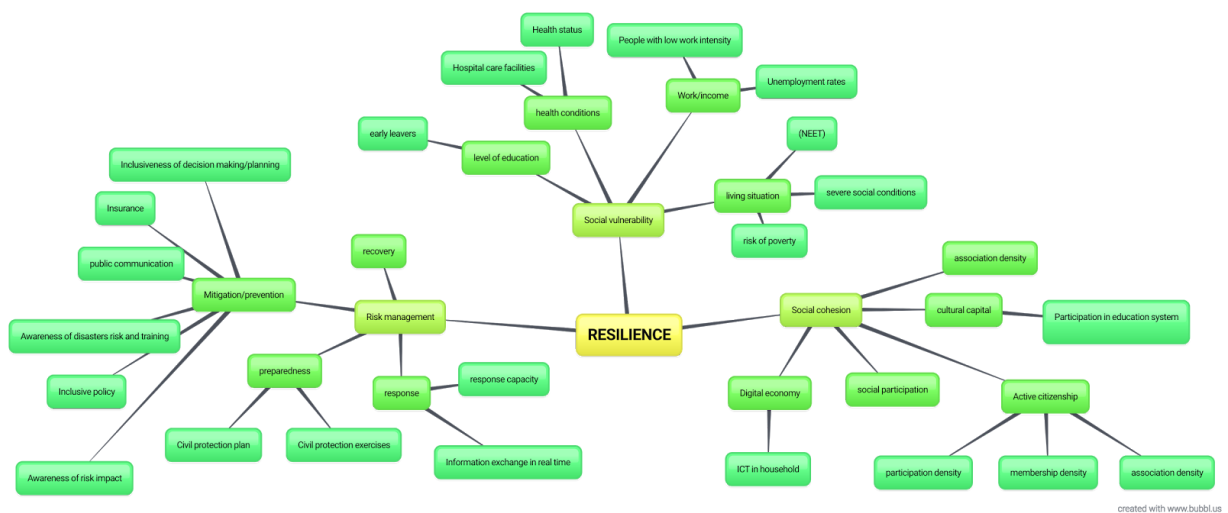 Health status
People with low work intensity
Hospital care facilities
Unemployment rates
Work/income
health conditions
early leavers
(NEET)
level of education
Inclusiveness of decision making/planning
living situation
severe social conditions
Insurance
Social vulnerability
risk of poverty
recovery
association density
public communication
Mitigation/prevention
Risk management
Social cohesion
cultural capital
Participation in education system
RESILIENCE
Awareness of disasters risk and training
preparedness
response capacity
Inclusive policy
response
Digital economy
social participation
Active citizenship
Civil protection plan
Civil protection exercises
Information exchange in real time
ICT in household
participation density
membership density
association density
Awareness of risk impact
created with www.bubbl.us